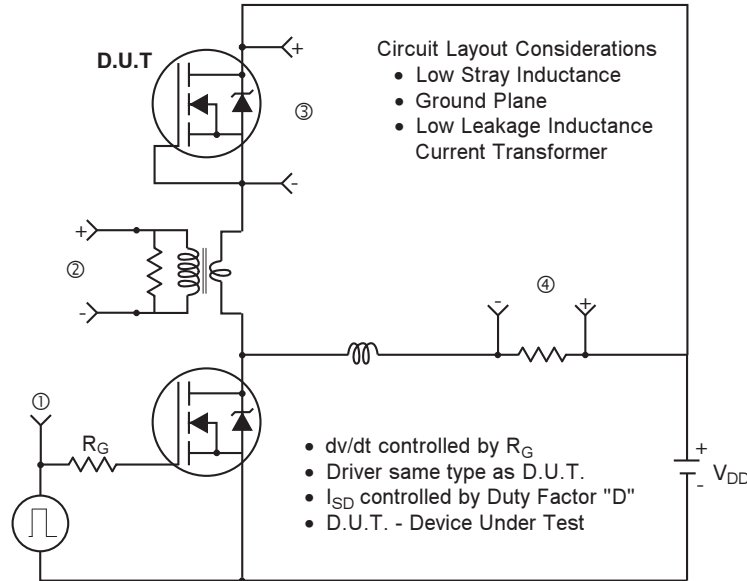 D.U.T
+
Circuit Layout Considerations
• Low Stray Inductance
• Ground Plane
③
• Low Leakage Inductance
Current Transformer
-
+
②
-
④
-
+
①
R_G
• dv/dt controlled by R_G
• Driver same type as D.U.T.
• I_SD controlled by Duty Factor "D"
• D.U.T. - Device Under Test
+
V_DD
-